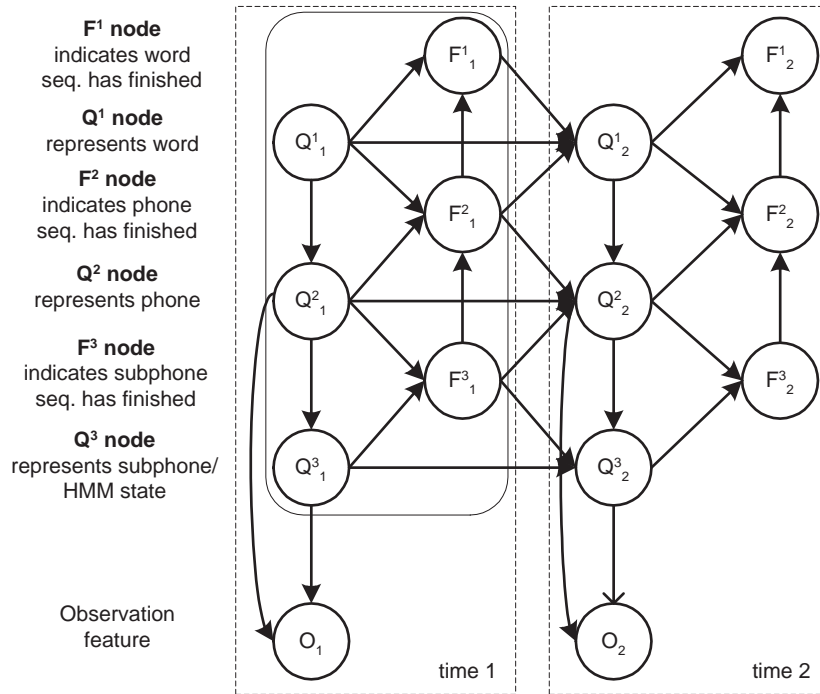 F¹ node
indicates word
seq. has finished
Q¹ node
represents word
F² node
indicates phone
seq. has finished
Q² node
represents phone
F³ node
indicates subphone
seq. has finished
Q³ node
represents subphone/
HMM state
Observation
feature
F¹₁
Q¹₁
F²₁
Q²₁
F³₁
Q³₁
O₁
time 1
F¹₂
Q¹₂
F²₂
Q²₂
F³₂
Q³₂
O₂
time 2